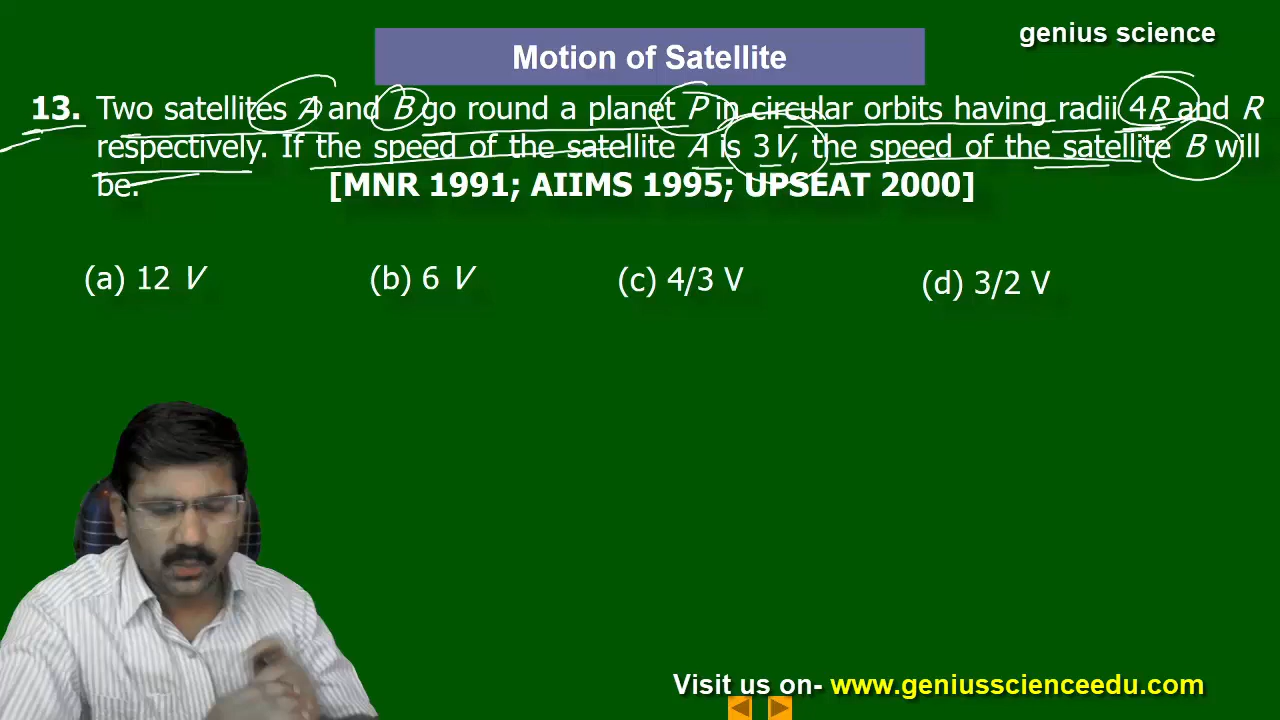 genius science
Motion of Satellite
13. Two satellites A and B go round a planet P in circular orbits having radii 4R and R
respectively. If the speed of the satellite A is 3V, the speed of the satellite B will
be. [MNR 1991; AIIMS 1995; UPSEAT 2000]
(a) 12 V (b) 6 V (c) 4/3 V (d) 3/2 V
Visit us on- www.geniusscienceedu.com